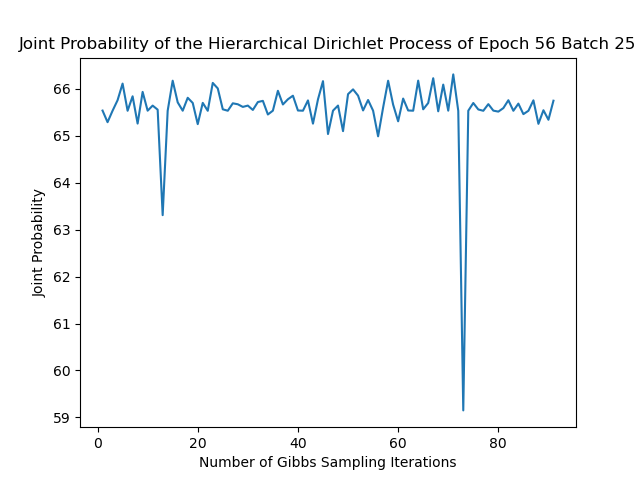 Joint Probability of the Hierarchical Dirichlet Process of Epoch 56 Batch 25
66
65
64
63
62
61
60
59
Joint Probability
0 20 40 60 80
Number of Gibbs Sampling Iterations